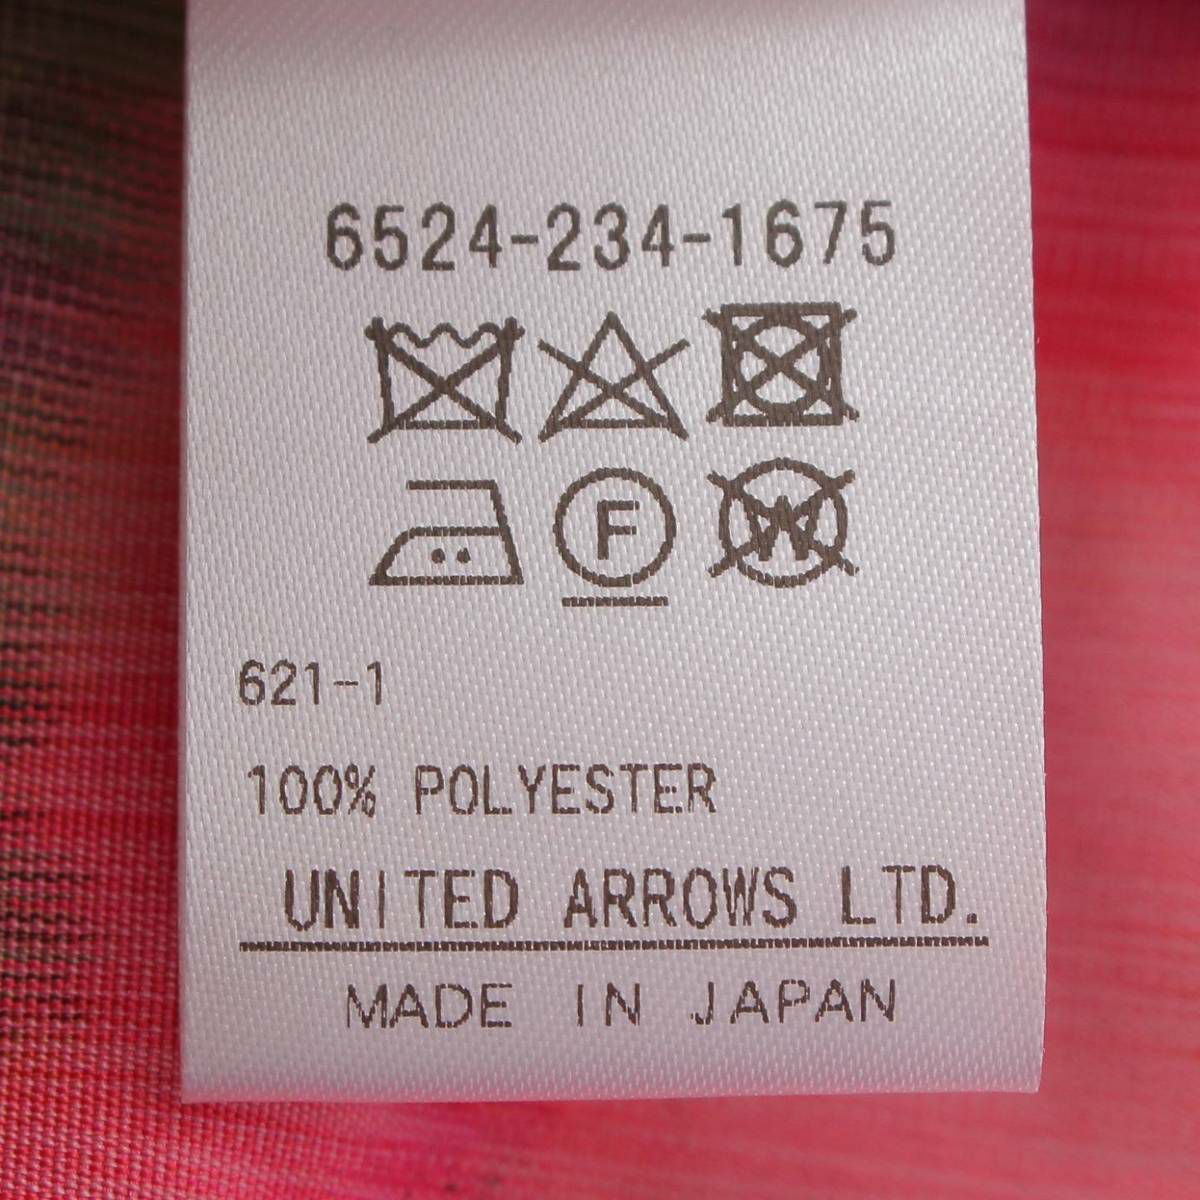 6524-234-1675
F W
621-1
100% POLYESTER
UNITED ARROWS LTD.
MADE IN JAPAN